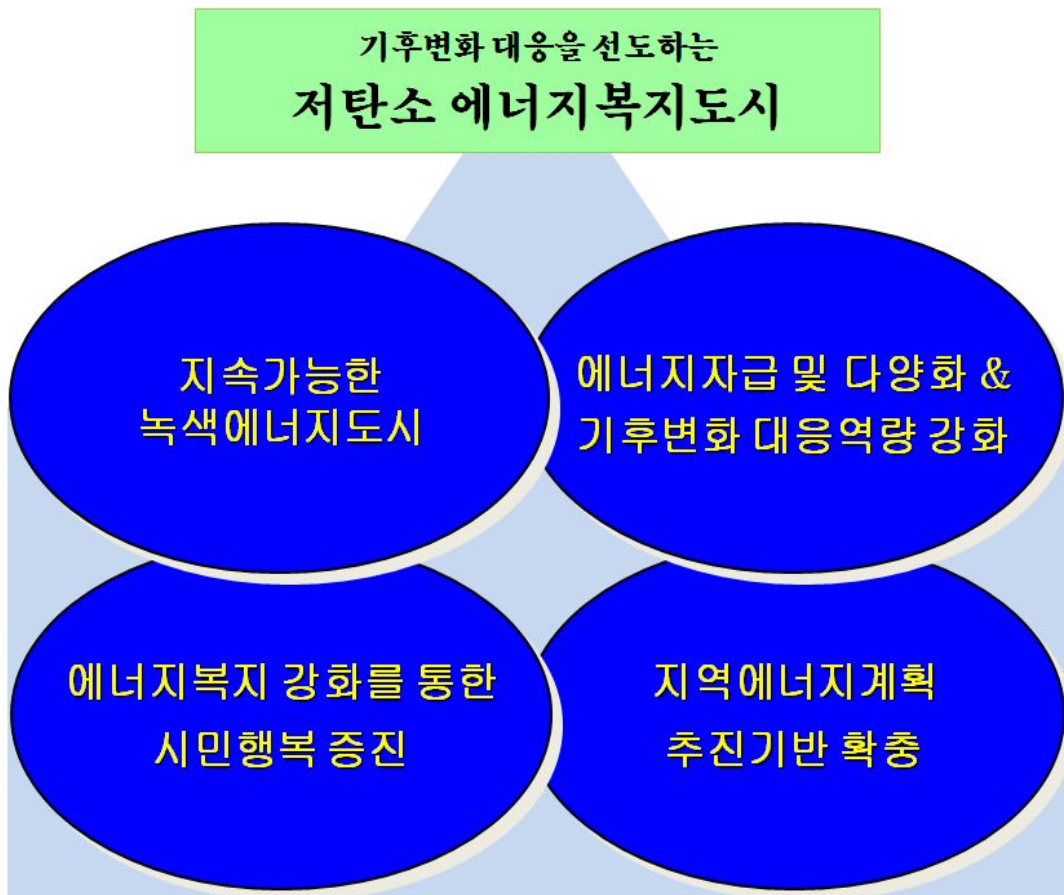 기후변화 대응을 선도하는
저탄소 에너지복지도시
지속가능한
녹색에너지도시
에너지자급 및 다양화 &
기후변화 대응역량 강화
에너지복지 강화를 통한
시민행복 증진
지역에너지계획
추진기반 확충